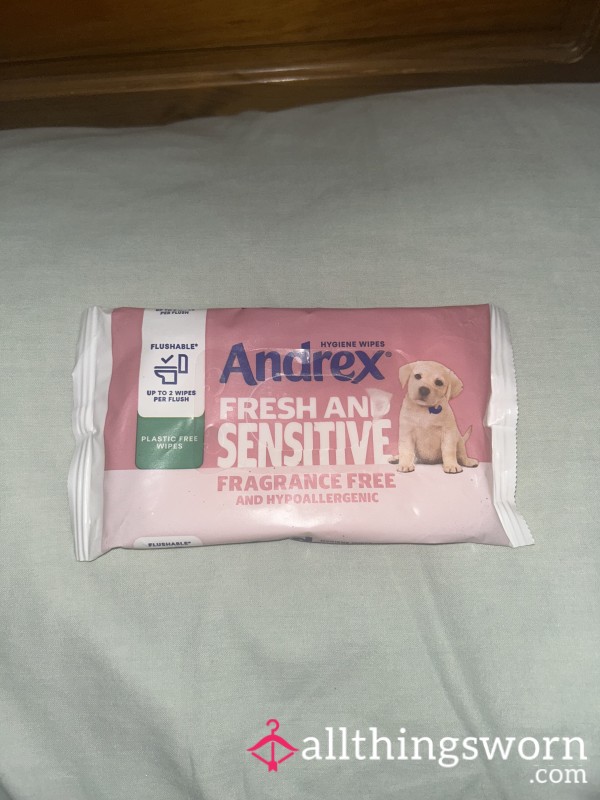 PER FLUSH
FLUSHABLE*
UP TO 2 WIPES
PER FLUSH
PLASTIC FREE
WIPES
HYGIENE WIPES
Andrex®
FRESH AND
SENSITIVE
FRAGRANCE FREE
AND HYPOALLERGENIC
FLUSHABLE*
allthingsworn
.com